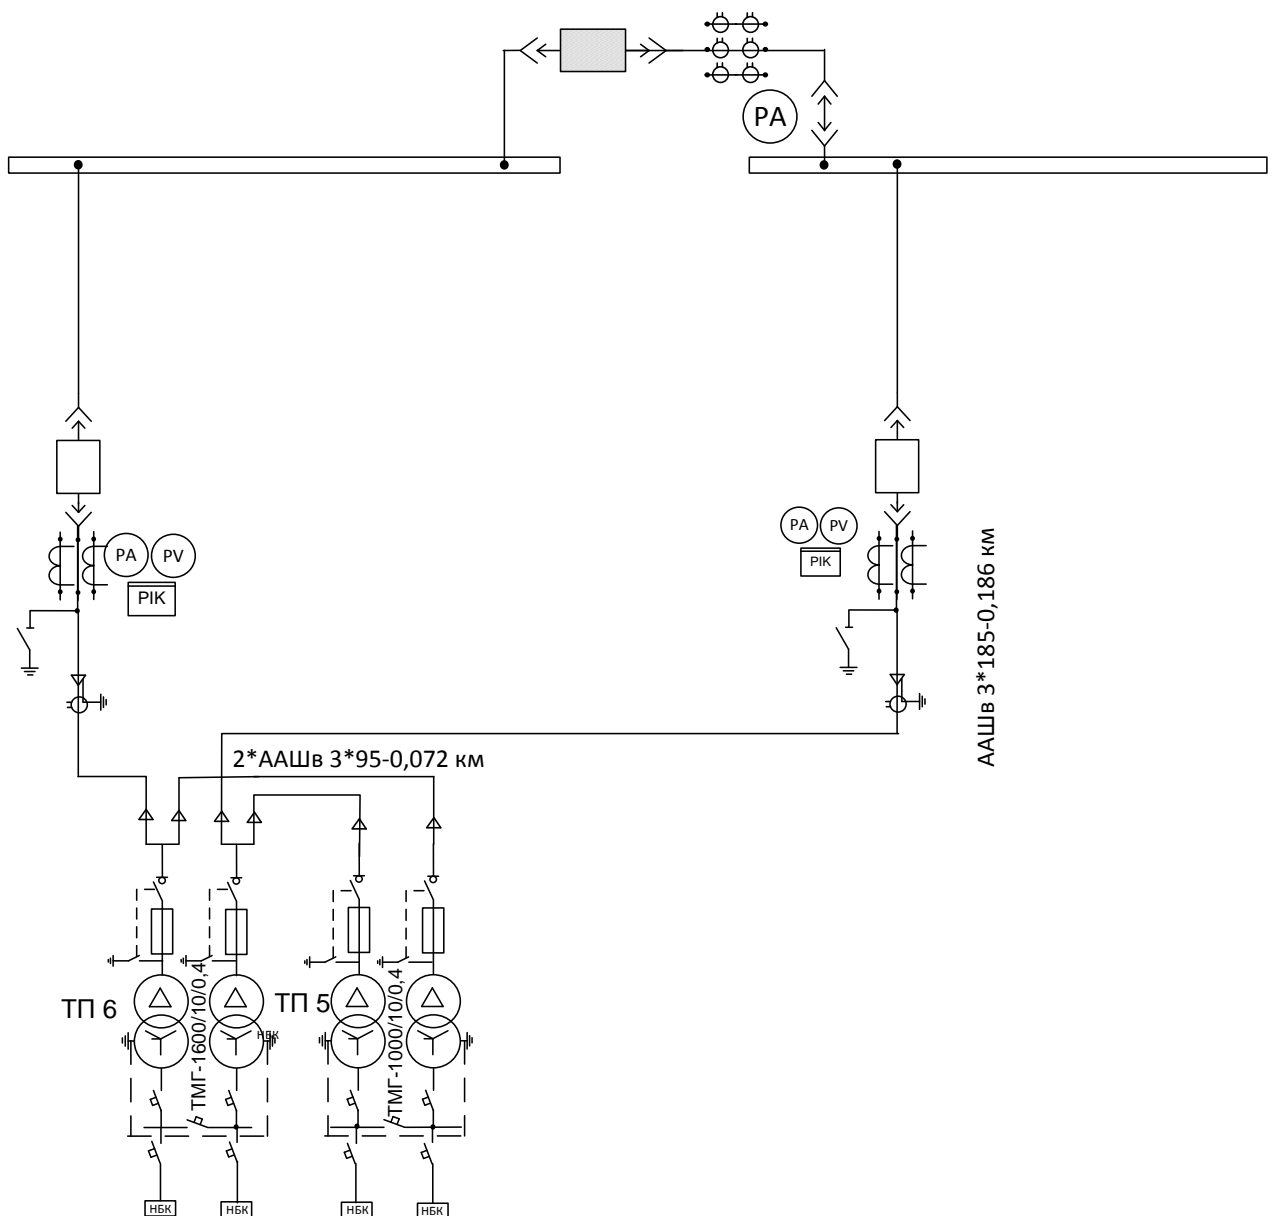 PA
PA
PV
PIK
PA
PV
PIK
ААШв 3*185-0,186 км
2*ААШв 3*95-0,072 км
ТП 6
ТМГ-1600/10/0,4
НБК
ТП 5
ТМГ-1000/10/0,4
НБК
НБК
НБК
НБК